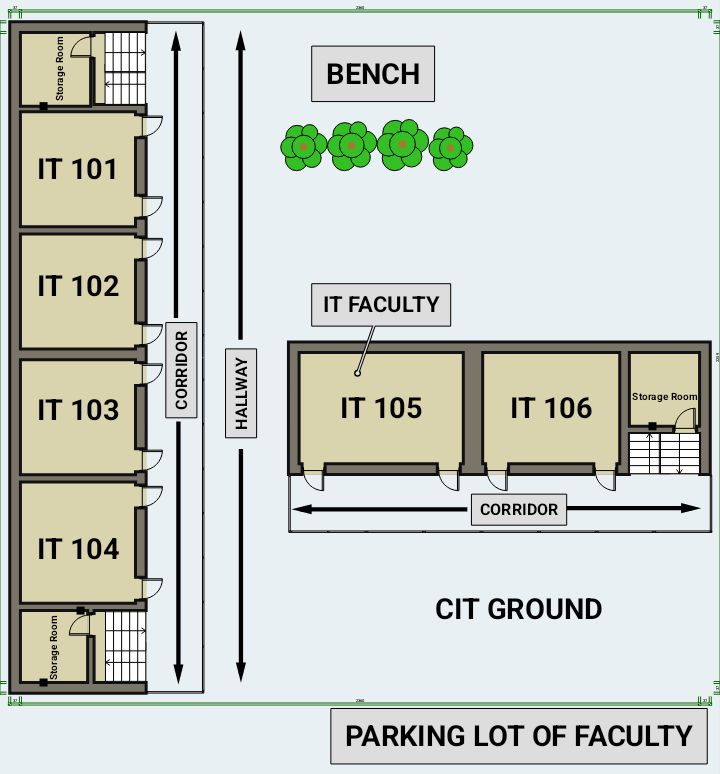 Storage Room
BENCH
IT 101
IT 102
IT FACULTY
CORRIDOR
HALLWAY
IT 103
IT 105
IT 106
Storage Room
CORRIDOR
IT 104
CIT GROUND
Storage Room
PARKING LOT OF FACULTY